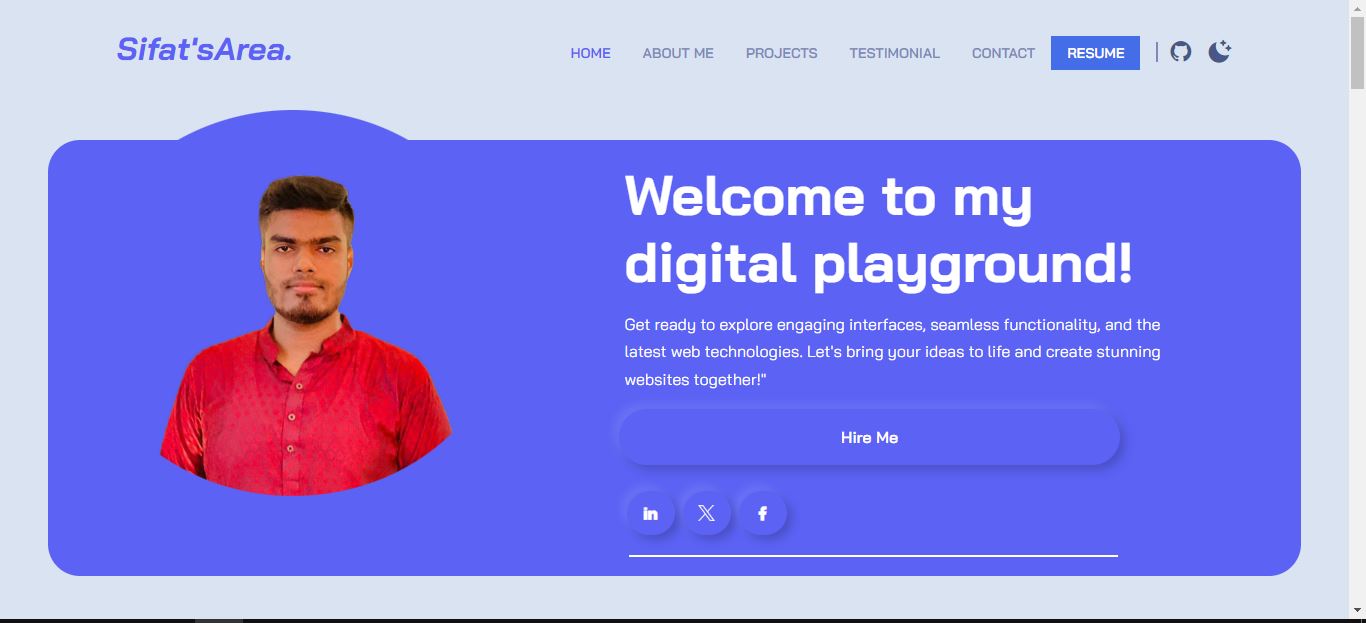 Sifat'sArea.
HOME ABOUT ME PROJECTS TESTIMONIAL CONTACT RESUME
Welcome to my
digital playground!
Get ready to explore engaging interfaces, seamless functionality, and the
latest web technologies. Let's bring your ideas to life and create stunning
websites together!"
Hire Me